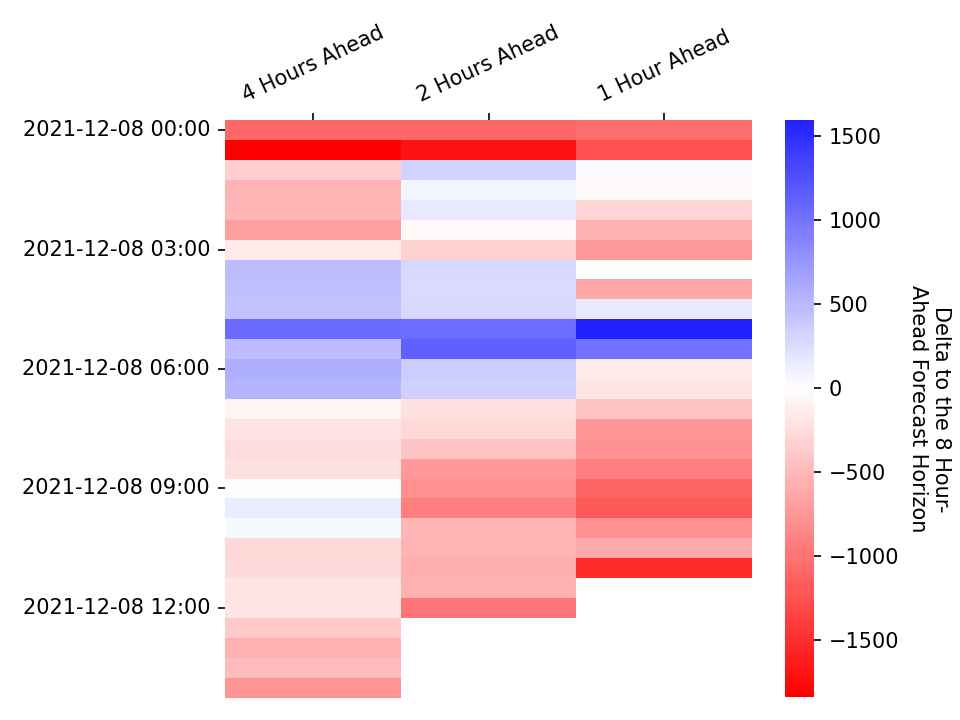 4 Hours Ahead
2 Hours Ahead
1 Hour Ahead
2021-12-08 00:00
2021-12-08 03:00
2021-12-08 06:00
2021-12-08 09:00
2021-12-08 12:00
1500
1000
500
0
−500
−1000
−1500
Delta to the 8 Hour-
Ahead Forecast Horizon